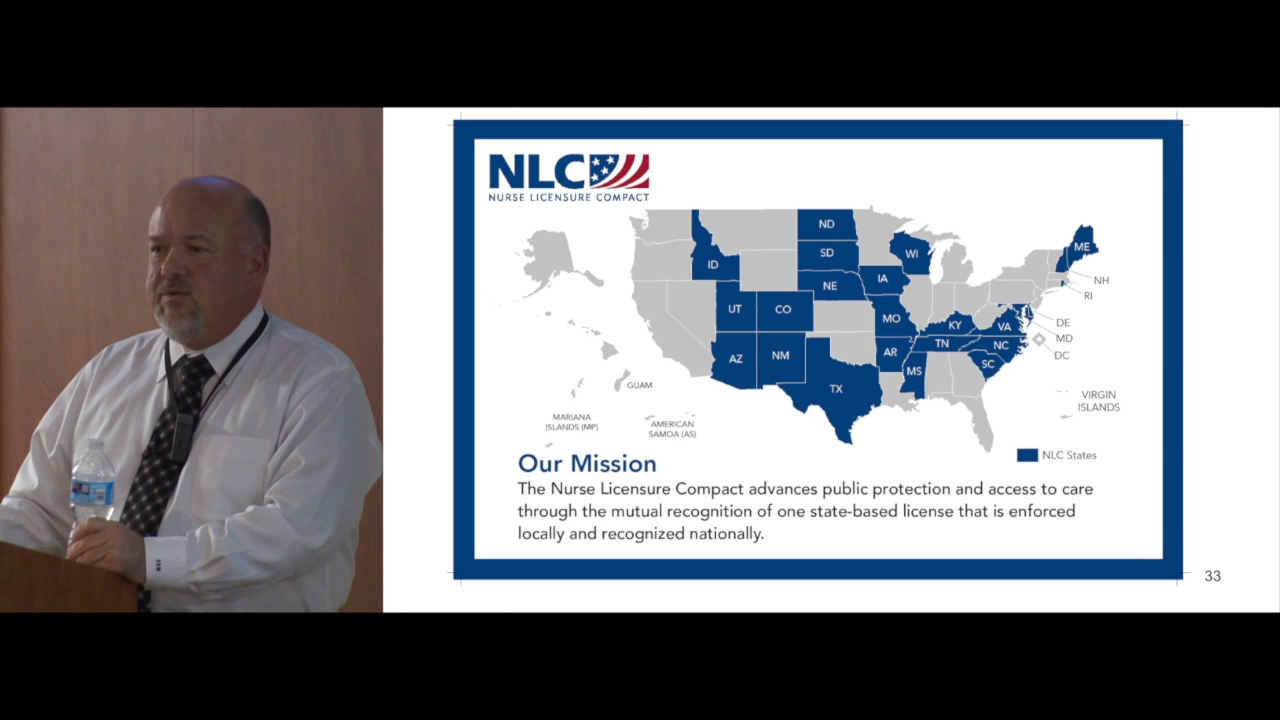 NLC
NURSE LICENSURE COMPACT
ND
ME
ID
SD
WI
NE
IA
NH
RI
UT
CO
MO
KY
VA
DE
MD
DC
AZ
NM
AR
TN
NC
SC
MS
TX
GUAM
MARIANA
ISLANDS (MP)
AMERICAN
SAMOA (AS)
VIRGIN
ISLANDS
NLC States
Our Mission
The Nurse Licensure Compact advances public protection and access to care
through the mutual recognition of one state-based license that is enforced
locally and recognized nationally.
33